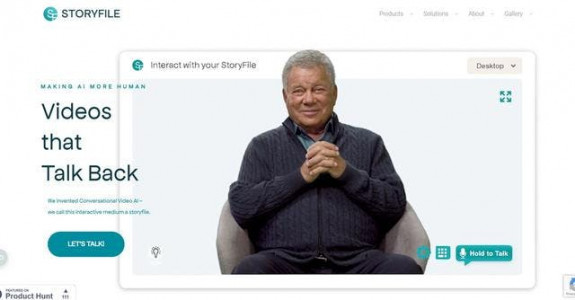 STORYFILE
Products Solutions About Gallery
Interact with your StoryFile
Desktop
MAKING AI MORE HUMAN
Videos
that
Talk Back
We invented Conversational Video AI–
we call this interactive medium a storyfile.
LET'S TALK!
Hold to Talk
FEATURED ON
Product Hunt